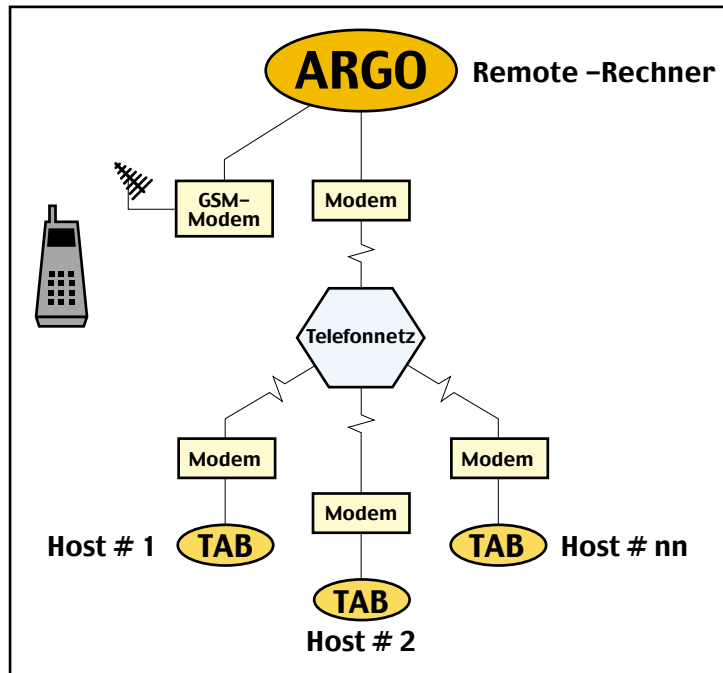 ARGO
Remote –Rechner
GSM–
Modem
Modem
Telefonnetz
Modem
Modem
Modem
Host # 1
TAB
TAB
Host # nn
TAB
Host # 2